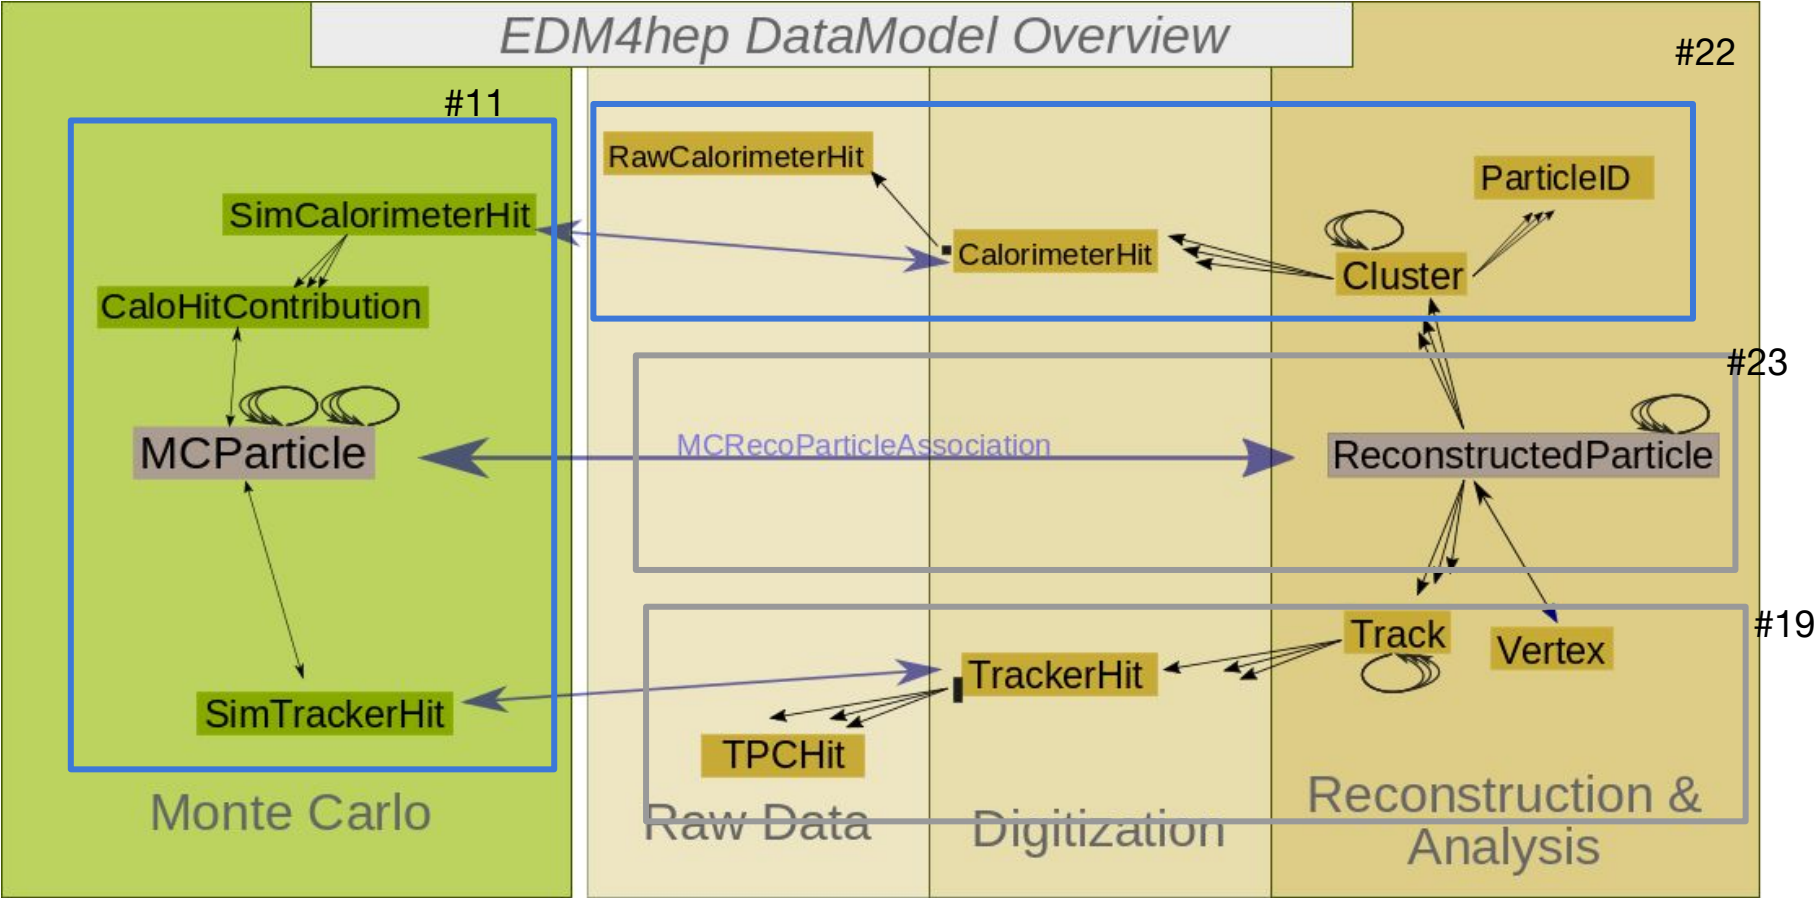 EDM4hep DataModel Overview
#22
#11
RawCalorimeterHit
ParticleID
SimCalorimeterHit
CalorimeterHit
Cluster
CaloHitContribution
#23
MCRecoParticleAssociation
MCParticle
ReconstructedParticle
#19
Track
Vertex
TrackerHit
SimTrackerHit
TPCHit
Monte Carlo
Raw Data
Digitization
Reconstruction &
Analysis